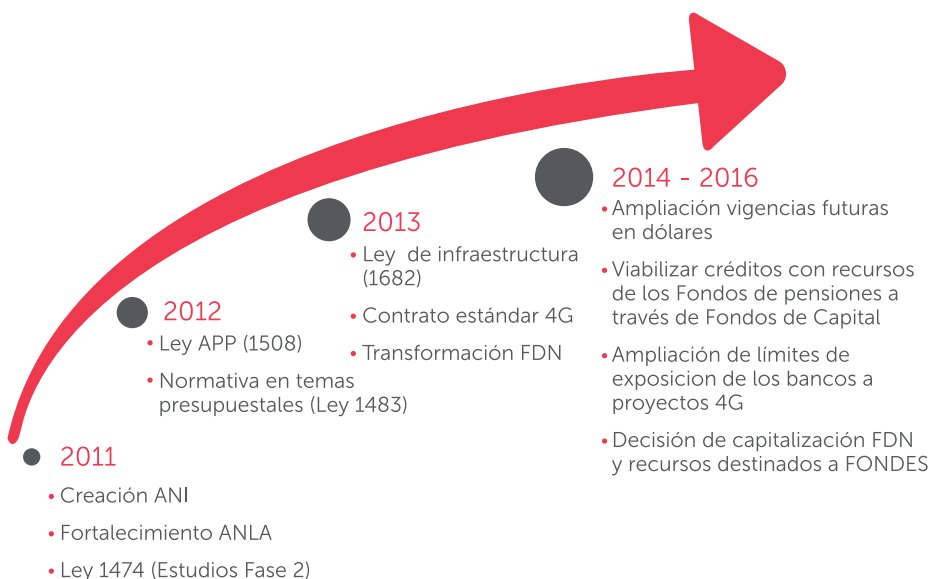 2011
• Creación ANI
• Fortalecimiento ANLA
• Ley 1474 (Estudios Fase 2)
2012
• Ley APP (1508)
• Normativa en temas
presupuestales (Ley 1483)
2013
• Ley de infraestructura
(1682)
• Contrato estándar 4G
• Transformación FDN
2014 - 2016
• Ampliación vigencias futuras
en dólares
• Viabilizar créditos con recursos
de los Fondos de pensiones a
través de Fondos de Capital
• Ampliación de límites de
exposicion de los bancos a
proyectos 4G
• Decisión de capitalización FDN
y recursos destinados a FONDES